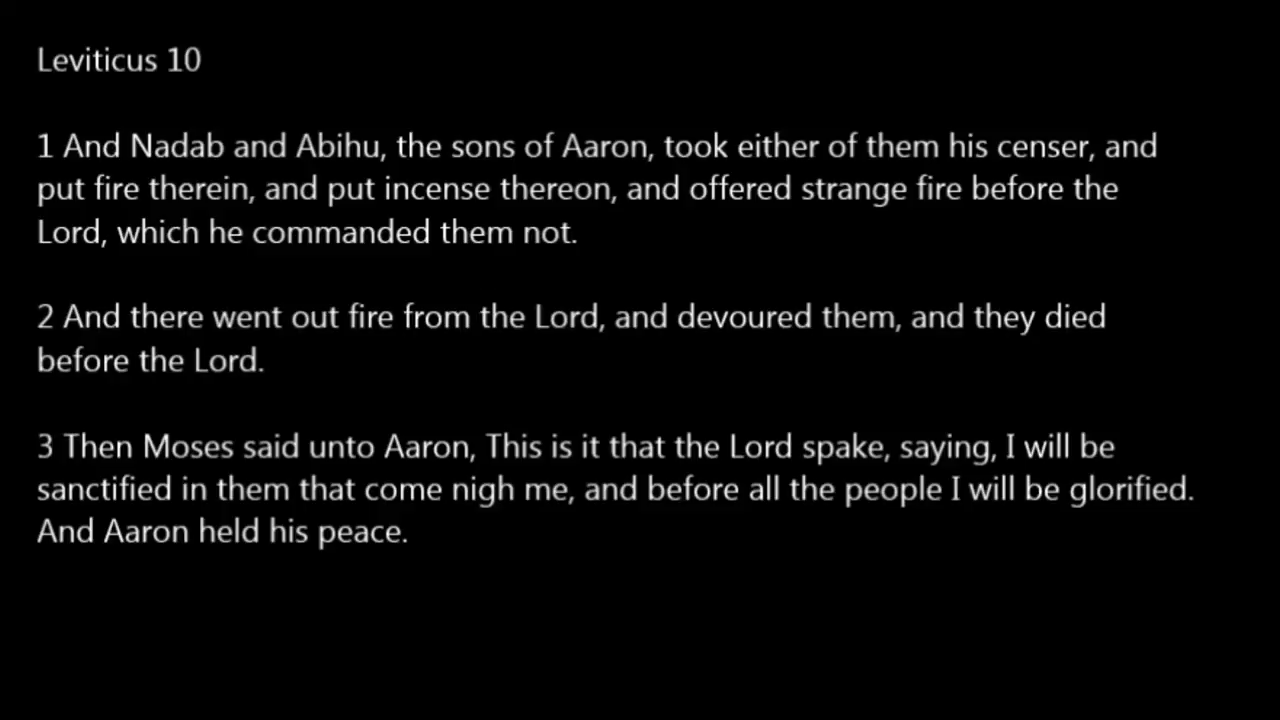 Leviticus 10
1 And Nadab and Abihu, the sons of Aaron, took either of them his censer, and
put fire therein, and put incense thereon, and offered strange fire before the
Lord, which he commanded them not.
2 And there went out fire from the Lord, and devoured them, and they died
before the Lord.
3 Then Moses said unto Aaron, This is it that the Lord spake, saying, I will be
sanctified in them that come nigh me, and before all the people I will be glorified.
And Aaron held his peace.